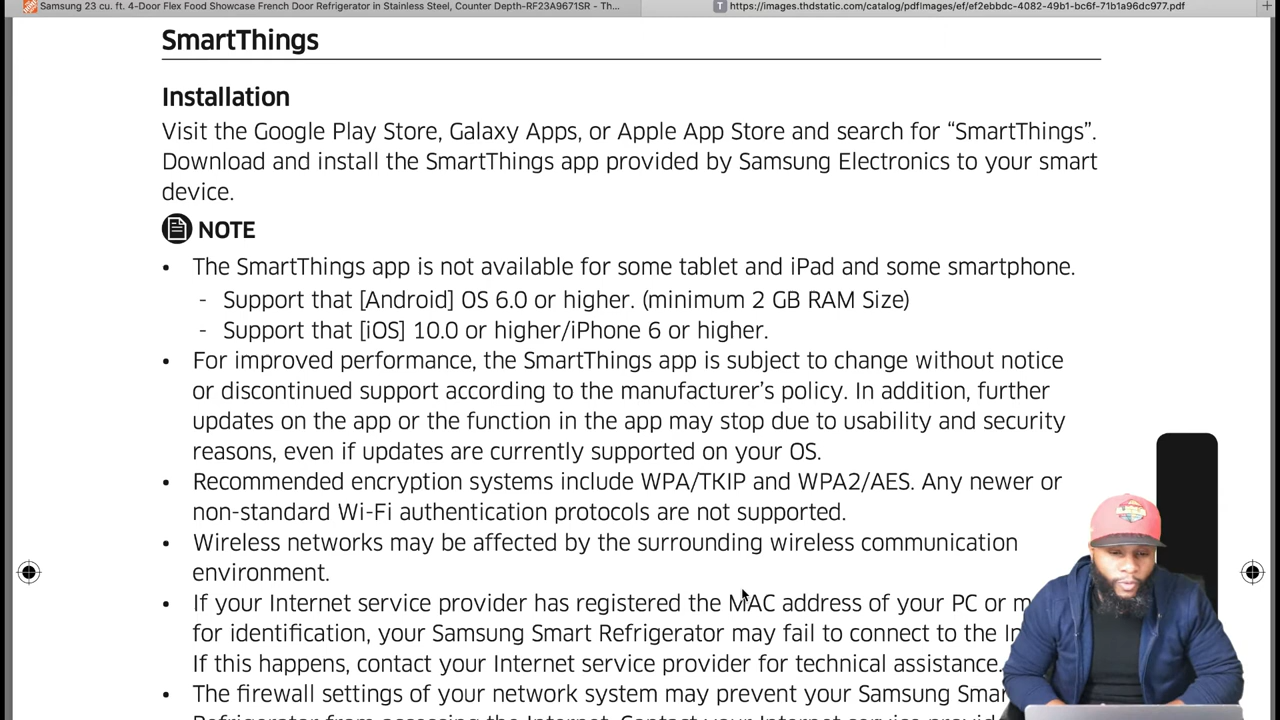 Samsung 23 cu. ft. 4-Door Flex Food Showcase French Door Refrigerator in Stainless Steel, Counter Depth-RF23A9671SR - Th...
T https://images.thdstatic.com/catalog/pdfImages/ef/ef2ebbdc-4082-49b1-bc6f-71b1a96dc977.pdf
SmartThings
Installation
Visit the Google Play Store, Galaxy Apps, or Apple App Store and search for “SmartThings”.
Download and install the SmartThings app provided by Samsung Electronics to your smart
device.
NOTE
• The SmartThings app is not available for some tablet and iPad and some smartphone.
- Support that [Android] OS 6.0 or higher. (minimum 2 GB RAM Size)
- Support that [iOS] 10.0 or higher/iPhone 6 or higher.
• For improved performance, the SmartThings app is subject to change without notice
or discontinued support according to the manufacturer’s policy. In addition, further
updates on the app or the function in the app may stop due to usability and security
reasons, even if updates are currently supported on your OS.
• Recommended encryption systems include WPA/TKIP and WPA2/AES. Any newer or
non-standard Wi-Fi authentication protocols are not supported.
• Wireless networks may be affected by the surrounding wireless communication
environment.
• If your Internet service provider has registered the MAC address of your PC or
for identification, your Samsung Smart Refrigerator may fail to connect to the
If this happens, contact your Internet service provider for technical assistance.
• The firewall settings of your network system may prevent your Samsung
Refrigerator from accessing the Internet. Contact your Internet service